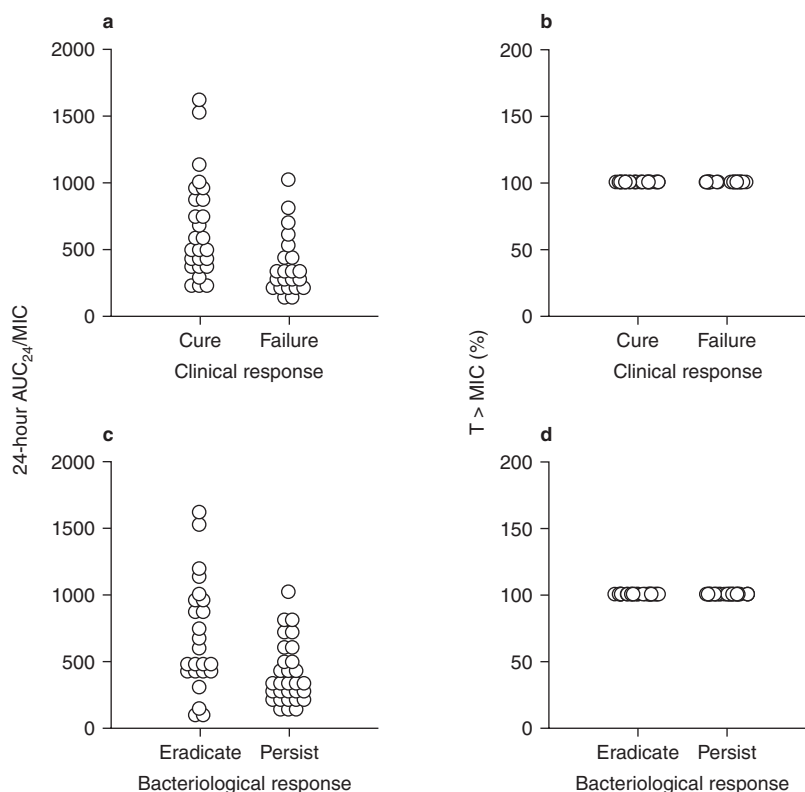 a
2000
1500
1000
500
0
Cure Failure
Clinical response
b
200
150
100
50
0
Cure Failure
Clinical response
24-hour AUC24/MIC
T > MIC (%)
c
2000
1500
1000
500
0
Eradicate Persist
Bacteriological response
d
200
150
100
50
0
Eradicate Persist
Bacteriological response